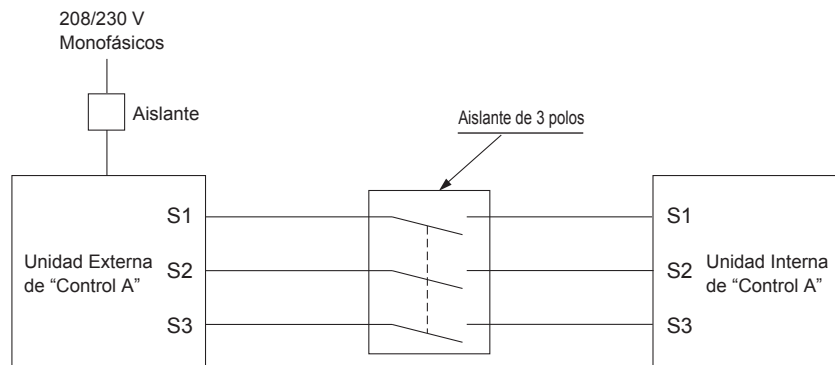 208/230 V
Monofásicos
Aislante
Aislante de 3 polos
Unidad Externa
de “Control A”
S1
S2
S3
S1
S2
S3
Unidad Interna
de “Control A”